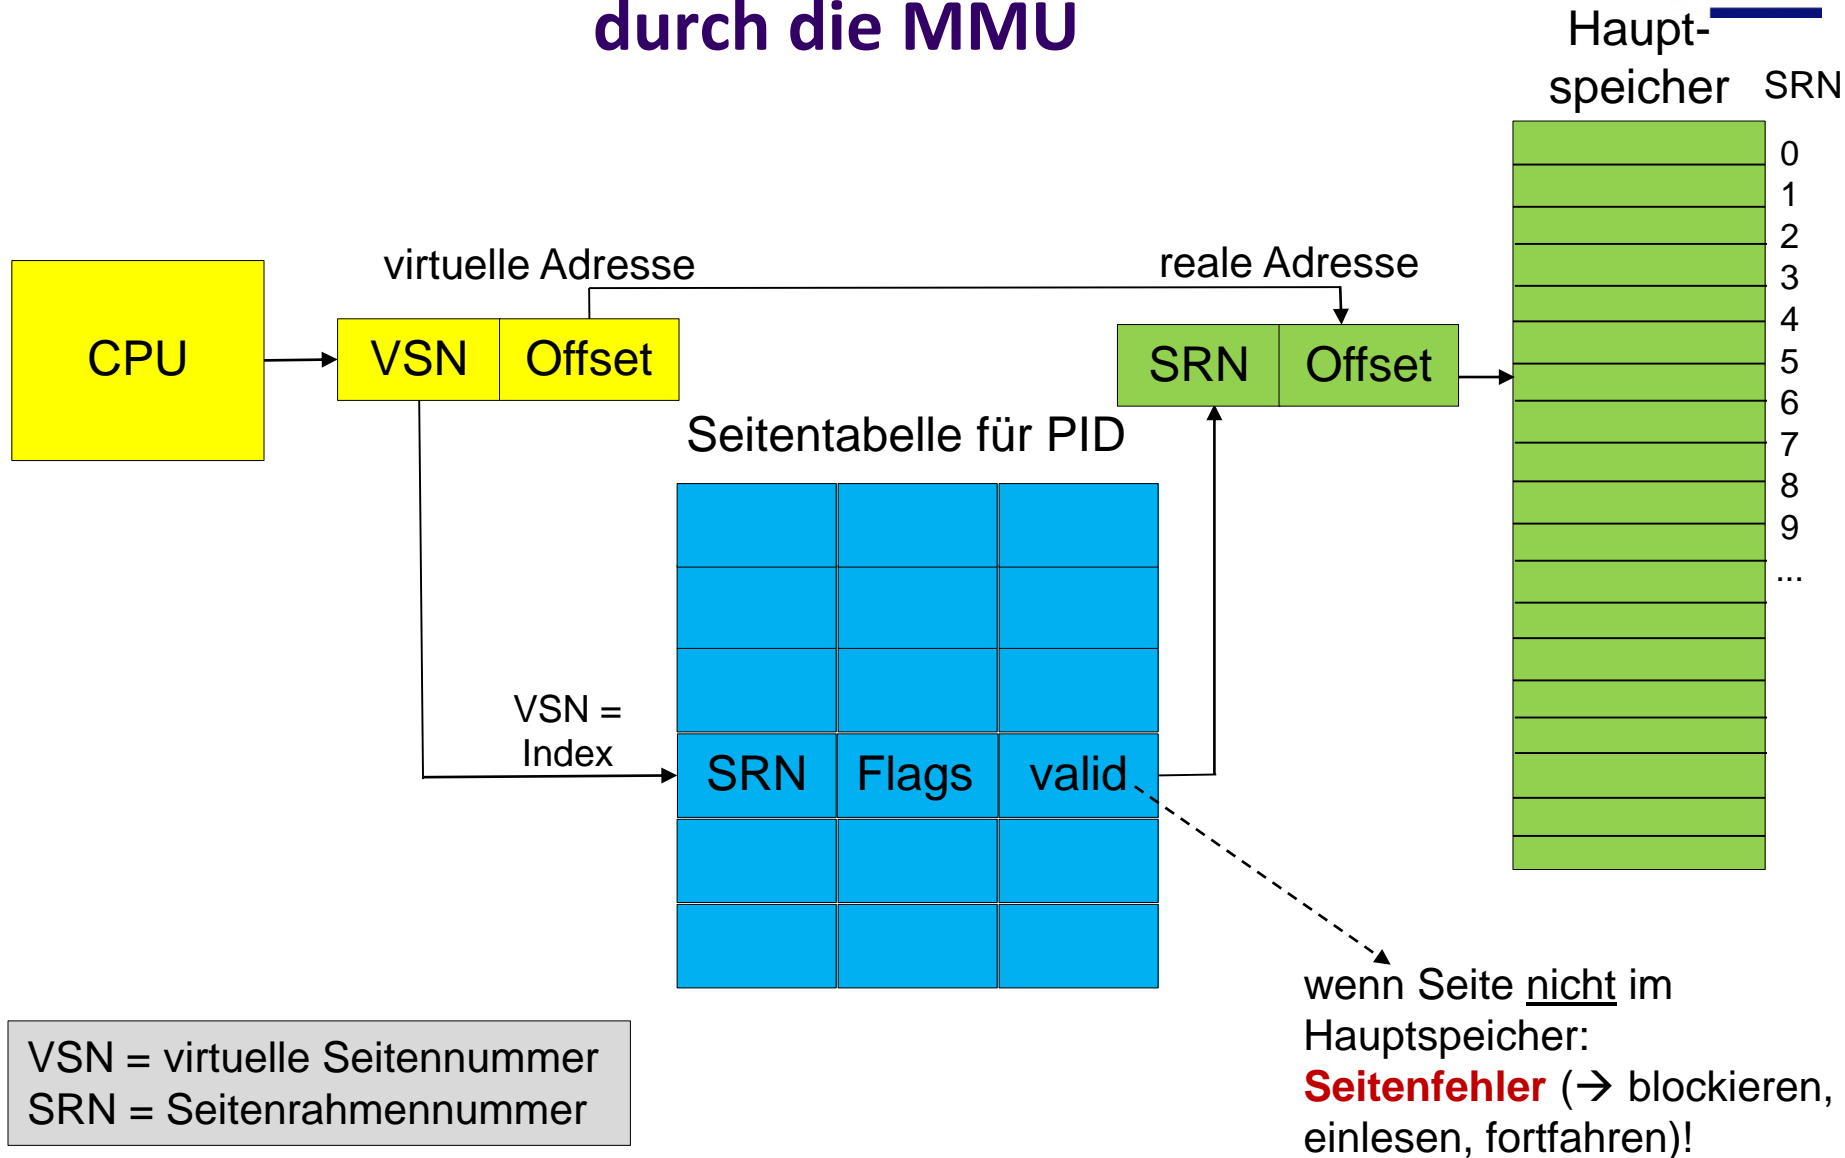 durch die MMU
Haupt-
speicher
SRN
0
1
2
3
4
5
6
7
8
9
...
virtuelle Adresse
reale Adresse
CPU
VSN
Offset
SRN
Offset
Seitentabelle für PID
VSN =
Index
SRN
Flags
valid
wenn Seite nicht im
Hauptspeicher:
Seitenfehler (→ blockieren,
einlesen, fortfahren)!
VSN = virtuelle Seitennummer
SRN = Seitenrahmennummer